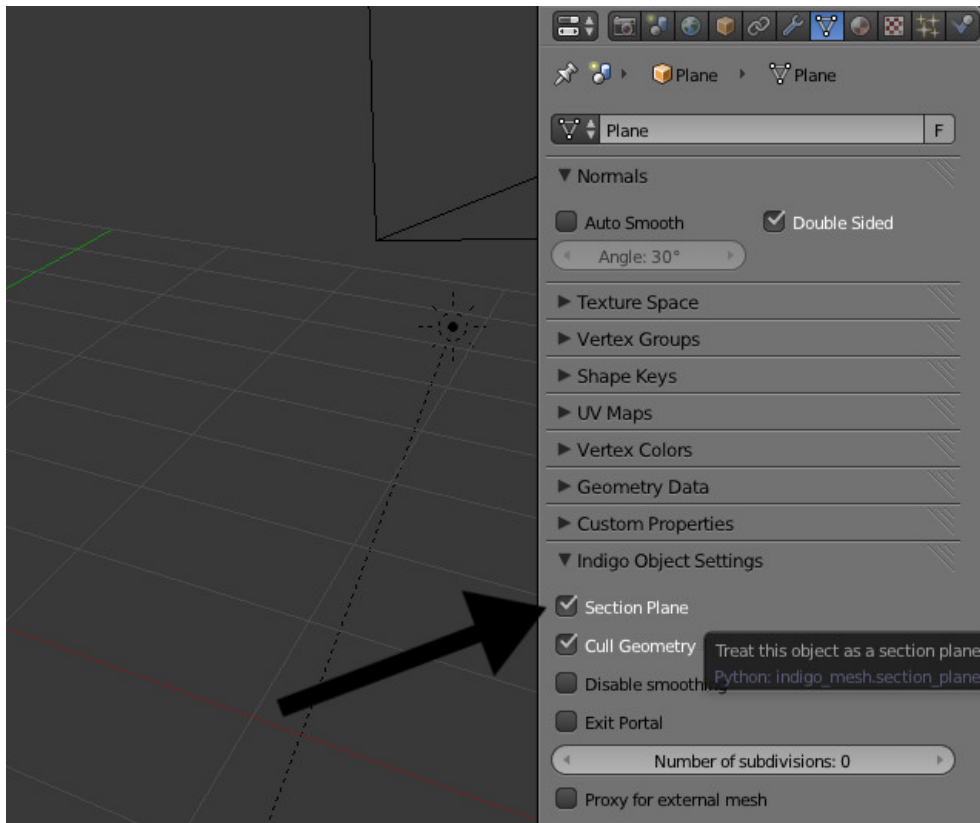 Plane Plane
Plane F
Normals
Auto Smooth Double Sided
Angle: 30°
Texture Space
Vertex Groups
Shape Keys
UV Maps
Vertex Colors
Geometry Data
Custom Properties
Indigo Object Settings
Section Plane
Cull Geometry
Treat this object as a section plane
Python: indigo_mesh.section_plane
Disable smoothing
Exit Portal
Number of subdivisions: 0
Proxy for external mesh